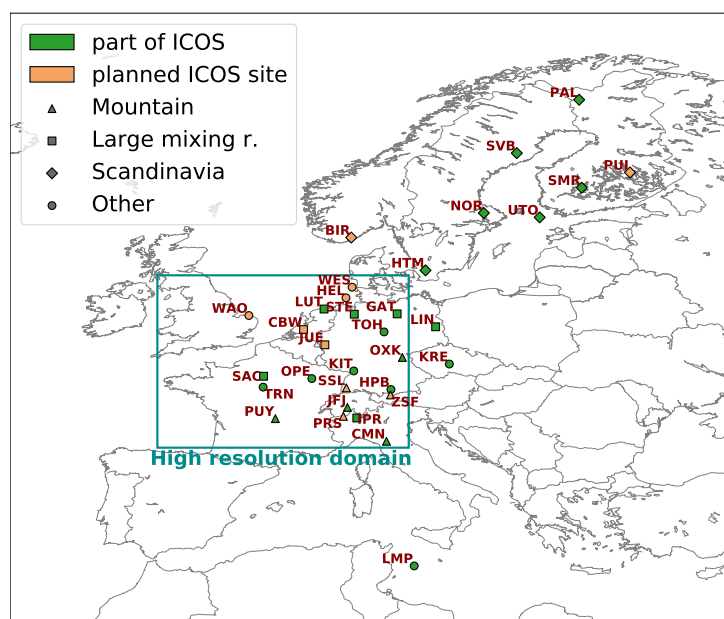 part of ICOS
planned ICOS site
Mountain
Large mixing r.
Scandinavia
Other
PAL
SVB
PUI
SMR
NOR
UTO
BIR
HTM
WES
HEL
LUT
STE
GAT
WAO
CBW
TOH
LIN
JUE
OXK
KRE
KIT
OPE
SAC
SSL
HPB
TRN
JFJ
ZSF
PUY
PRS
IPR
CMN
High resolution domain
LMP